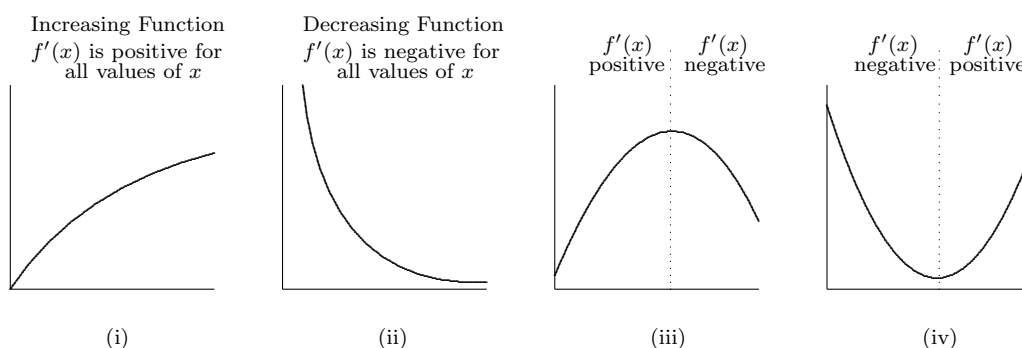 Increasing Function
f′(x) is positive for
all values of x
Decreasing Function
f′(x) is negative for
all values of x
f′(x)
positive
f′(x)
negative
f′(x)
negative
f′(x)
positive
(i)
(ii)
(iii)
(iv)